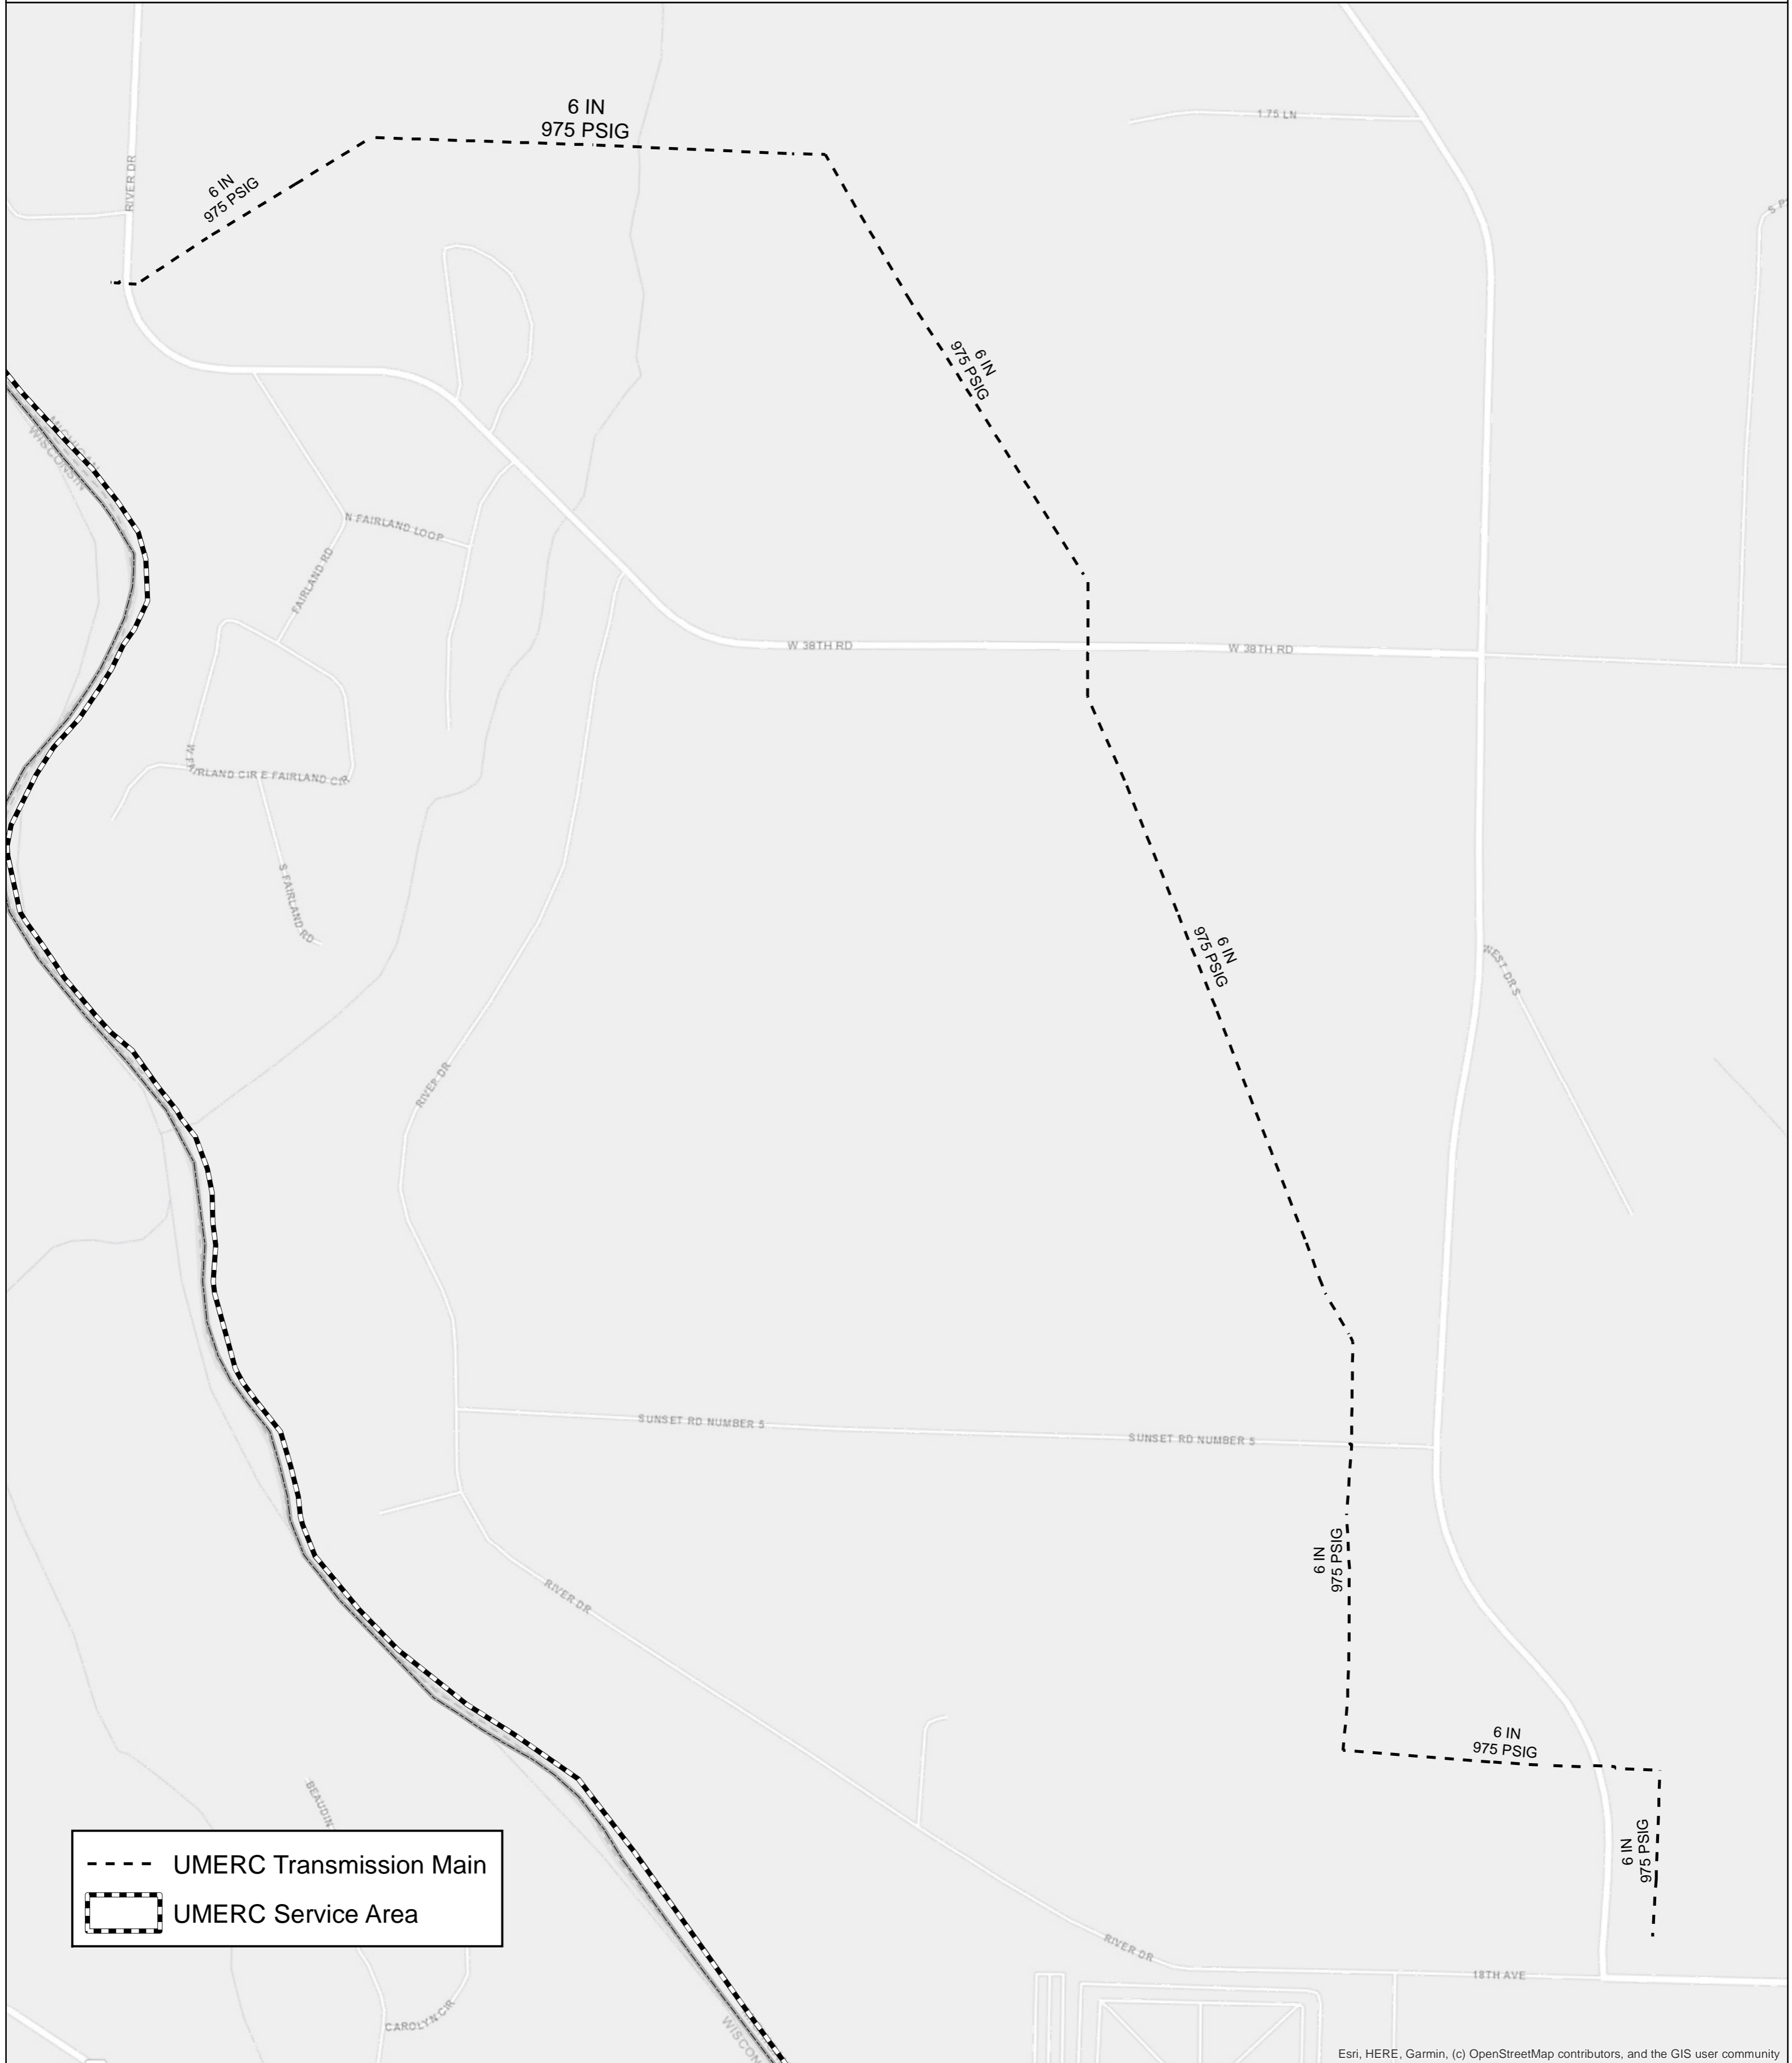 6 IN
975 PSIG
1.75 LN
RIVER DR
6 IN
975 PSIG
6 IN
975 PSIG
MICHIGAN
WISCONSIN
N FAIRLAND LOOP
FAIRLAND RD
W 38TH RD
W 38TH RD
W FAIRLAND CIR
E FAIRLAND CIR
S FAIRLAND RD
6 IN
975 PSIG
WEST DR S
RIVER DR
SUNSET RD NUMBER 5
SUNSET RD NUMBER 5
6 IN
975 PSIG
RIVER DR
6 IN
975 PSIG
BEAUDIN
6 IN
975 PSIG
UMERC Transmission Main
UMERC Service Area
RIVER DR
18TH AVE
CAROLYN CIR
Esri, HERE, Garmin, (c) OpenStreetMap contributors, and the GIS user community